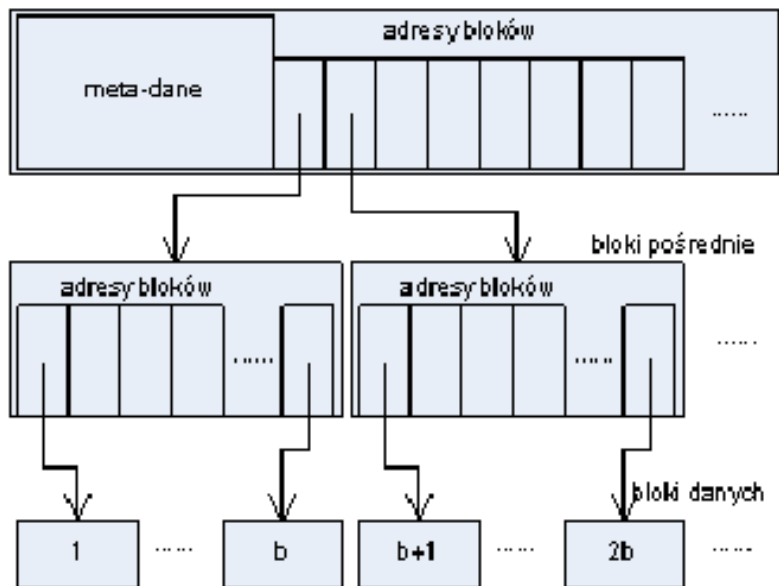 adresy bloków
meta-dane
......
bloki pośrednie
adresy bloków
adresy bloków
......
......
......
bloki danych
1
......
b
......
b+1
......
2b
......